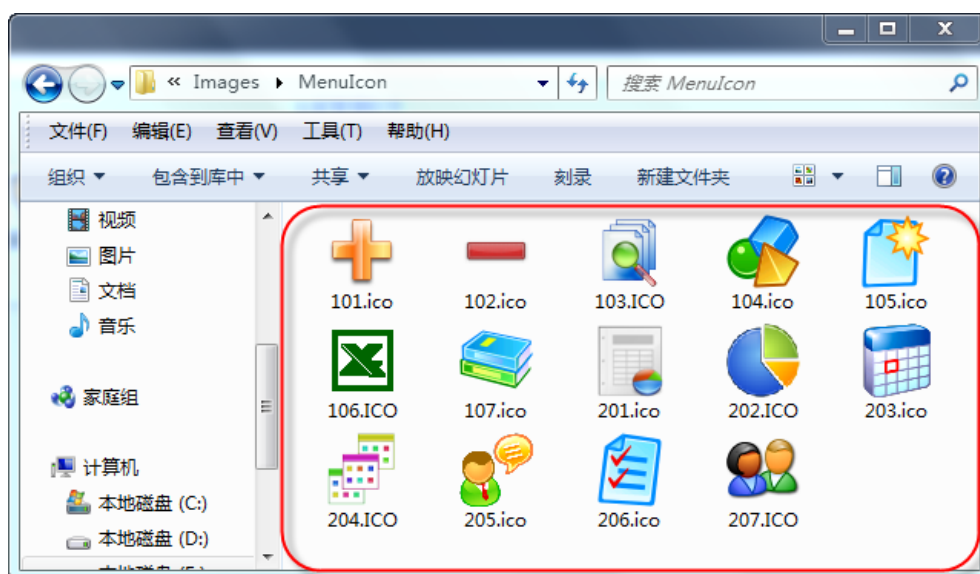 « Images ▸ MenuIcon
搜索 MenuIcon
文件(F) 编辑(E) 查看(V) 工具(T) 帮助(H)
组织 包含到库中 共享 放映幻灯片 刻录 新建文件夹
视频
图片
文档
音乐
家庭组
计算机
本地磁盘 (C:)
本地磁盘 (D:)
101.ico 102.ico 103.ICO 104.ico 105.ico
106.ICO 107.ico 201.ico 202.ICO 203.ico
204.ICO 205.ico 206.ico 207.ICO